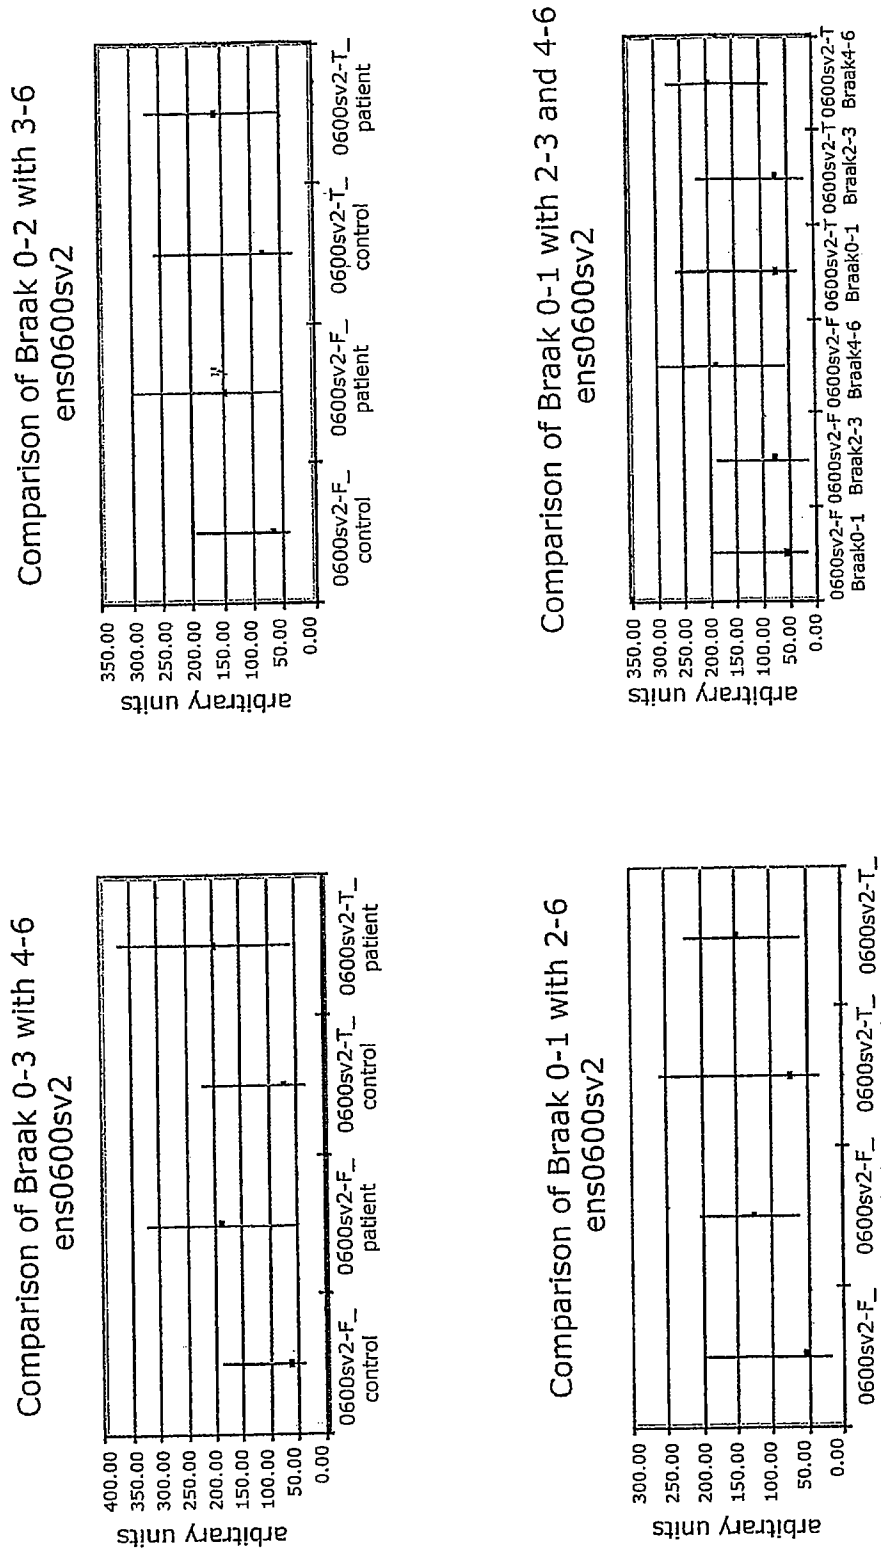 Comparison of Braak 0-3 with 4-6
ens0600sv2
arbitrary units
400.00
350.00
300.00
250.00
200.00
150.00
100.00
50.00
0.00
0600sv2-F_ 0600sv2-F_ 0600sv2-T_ 0600sv2-T_
control patient control patient
Comparison of Braak 0-2 with 3-6
ens0600sv2
arbitrary units
350.00
300.00
250.00
200.00
150.00
100.00
50.00
0.00
0600sv2-F_ 0600sv2-F_ 0600sv2-T_ 0600sv2-T_
control patient control patient
Comparison of Braak 0-1 with 2-6
ens0600sv2
arbitrary units
300.00
250.00
200.00
150.00
100.00
50.00
0.00
0600sv2-F_ 0600sv2-F_ 0600sv2-T_ 0600sv2-T_
Comparison of Braak 0-1 with 2-3 and 4-6
ens0600sv2
arbitrary units
350.00
300.00
250.00
200.00
150.00
100.00
50.00
0.00
0600sv2-F 0600sv2-F 0600sv2-F 0600sv2-T 0600sv2-T 0600sv2-T
Braak0-1 Braak2-3 Braak4-6 Braak0-1 Braak2-3 Braak4-6